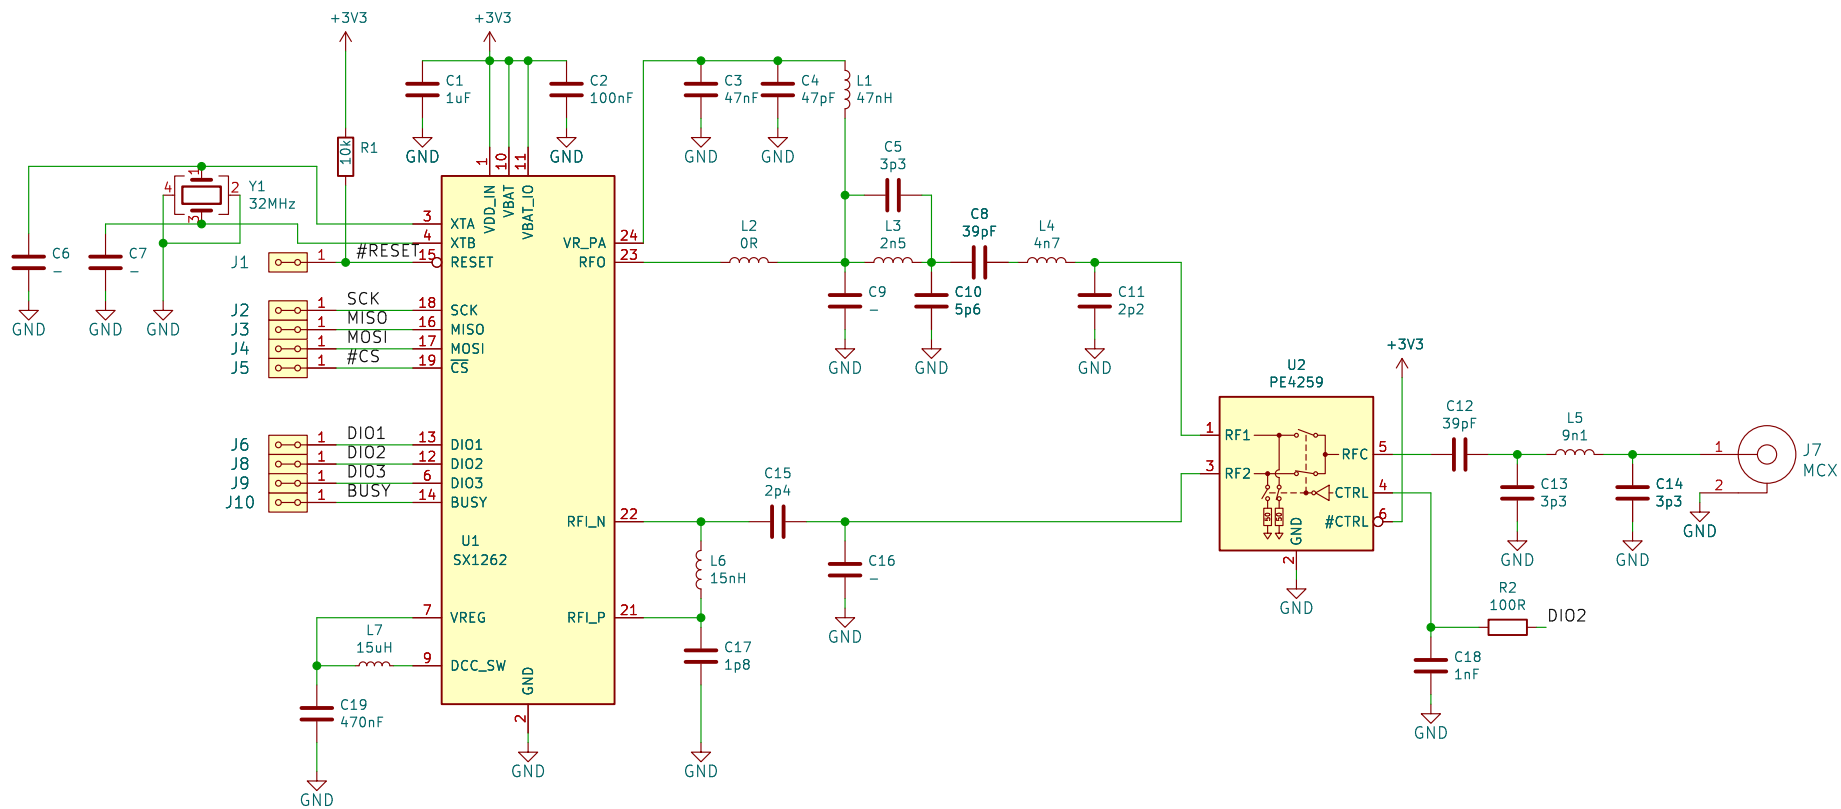 +3V3
+3V3
C1
1uF
GND
C2
100nF
GND
C3
47nF
GND
C4
47pF
GND
L1
47nH
10k
R1
1
10
11
VDD_IN
VBAT
VBAT_IO
1
4
2
3
Y1
32MHz
C6
–
GND
C7
–
GND
GND
J1
1
#RESET
3
XTA
4
XTB
15
RESET
J2
1
SCK
18
SCK
J3
1
MISO
16
MISO
J4
1
MOSI
17
MOSI
J5
1
#CS
19
CS
J6
1
DIO1
13
DIO1
J8
1
DIO2
12
DIO2
J9
1
DIO3
6
DIO3
J10
1
BUSY
14
BUSY
U1
SX1262
7
VREG
9
DCC_SW
L7
15uH
C19
470nF
GND
GND
2
GND
VR_PA
24
RFO
23
RFI_N
22
RFI_P
21
L2
0R
C5
3p3
L3
2n5
C8
39pF
L4
4n7
C9
–
GND
C10
5p6
GND
C11
2p2
GND
C15
2p4
L6
15nH
C16
–
GND
C17
1p8
GND
U2
PE4259
1
RF1
3
RF2
RFC
5
CTRL
4
#CTRL
6
50
50
GND
2
GND
+3V3
C12
39pF
L5
9n1
C13
3p3
GND
C14
3p3
GND
1
2
J7
MCX
GND
R2
100R
DIO2
C18
1nF
GND